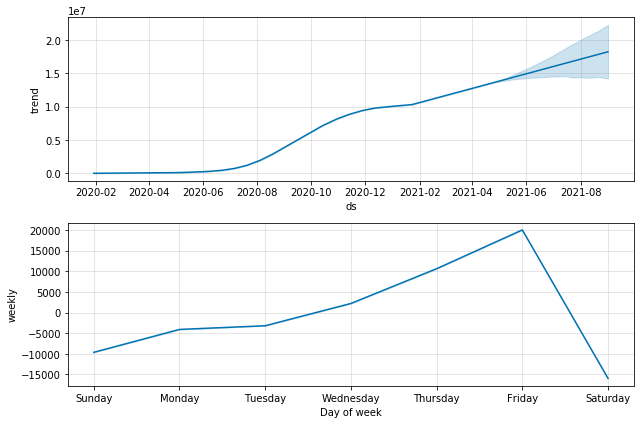 1e7
2.0
1.5
1.0
0.5
0.0
trend
2020-02 2020-04 2020-06 2020-08 2020-10 2020-12 2021-02 2021-04 2021-06 2021-08
ds
20000
15000
10000
5000
0
−5000
−10000
−15000
weekly
Sunday Monday Tuesday Wednesday Thursday Friday Saturday
Day of week